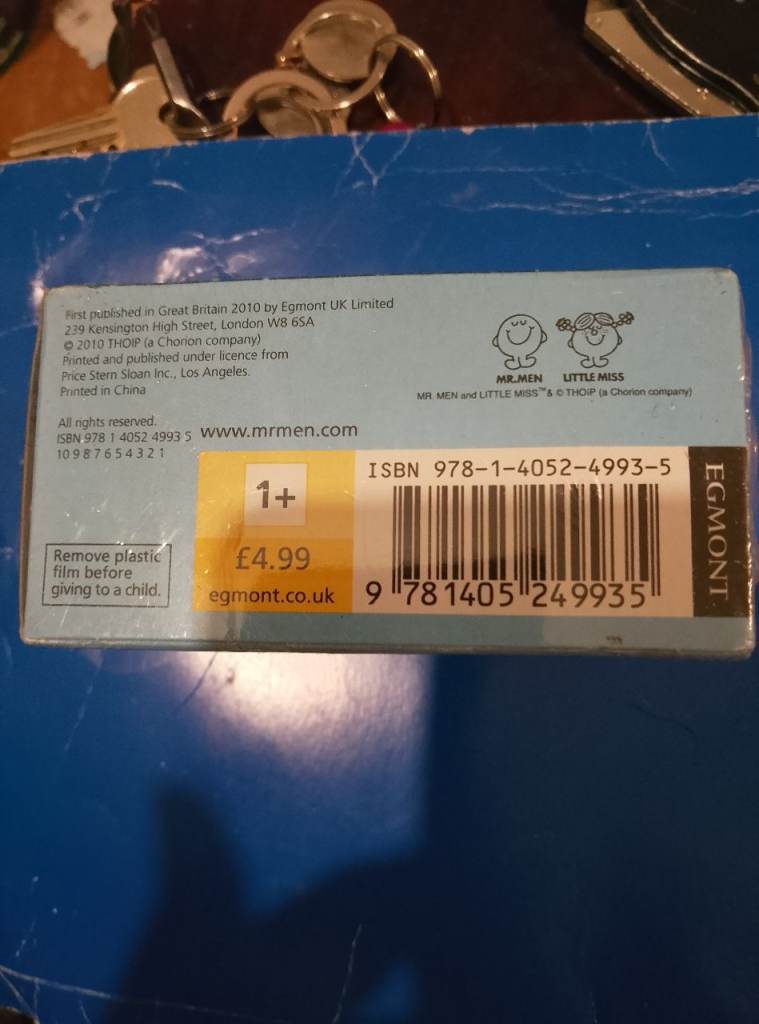 First published in Great Britain 2010 by Egmont UK Limited
239 Kensington High Street, London W8 6SA
© 2010 THOIP (a Chorion company)
Printed and published under licence from
Price Stern Sloan Inc., Los Angeles.
Printed in China
MR.MEN LITTLE MISS
MR. MEN and LITTLE MISS™ & © THOIP (a Chorion company)
All rights reserved.
ISBN 978 1 4052 4993 5
10 9 8 7 6 5 4 3 2 1
www.mrmen.com
Remove plastic
film before
giving to a child.
1+
£4.99
egmont.co.uk
ISBN 978-1-4052-4993-5
9 781405 249935
EGMONT